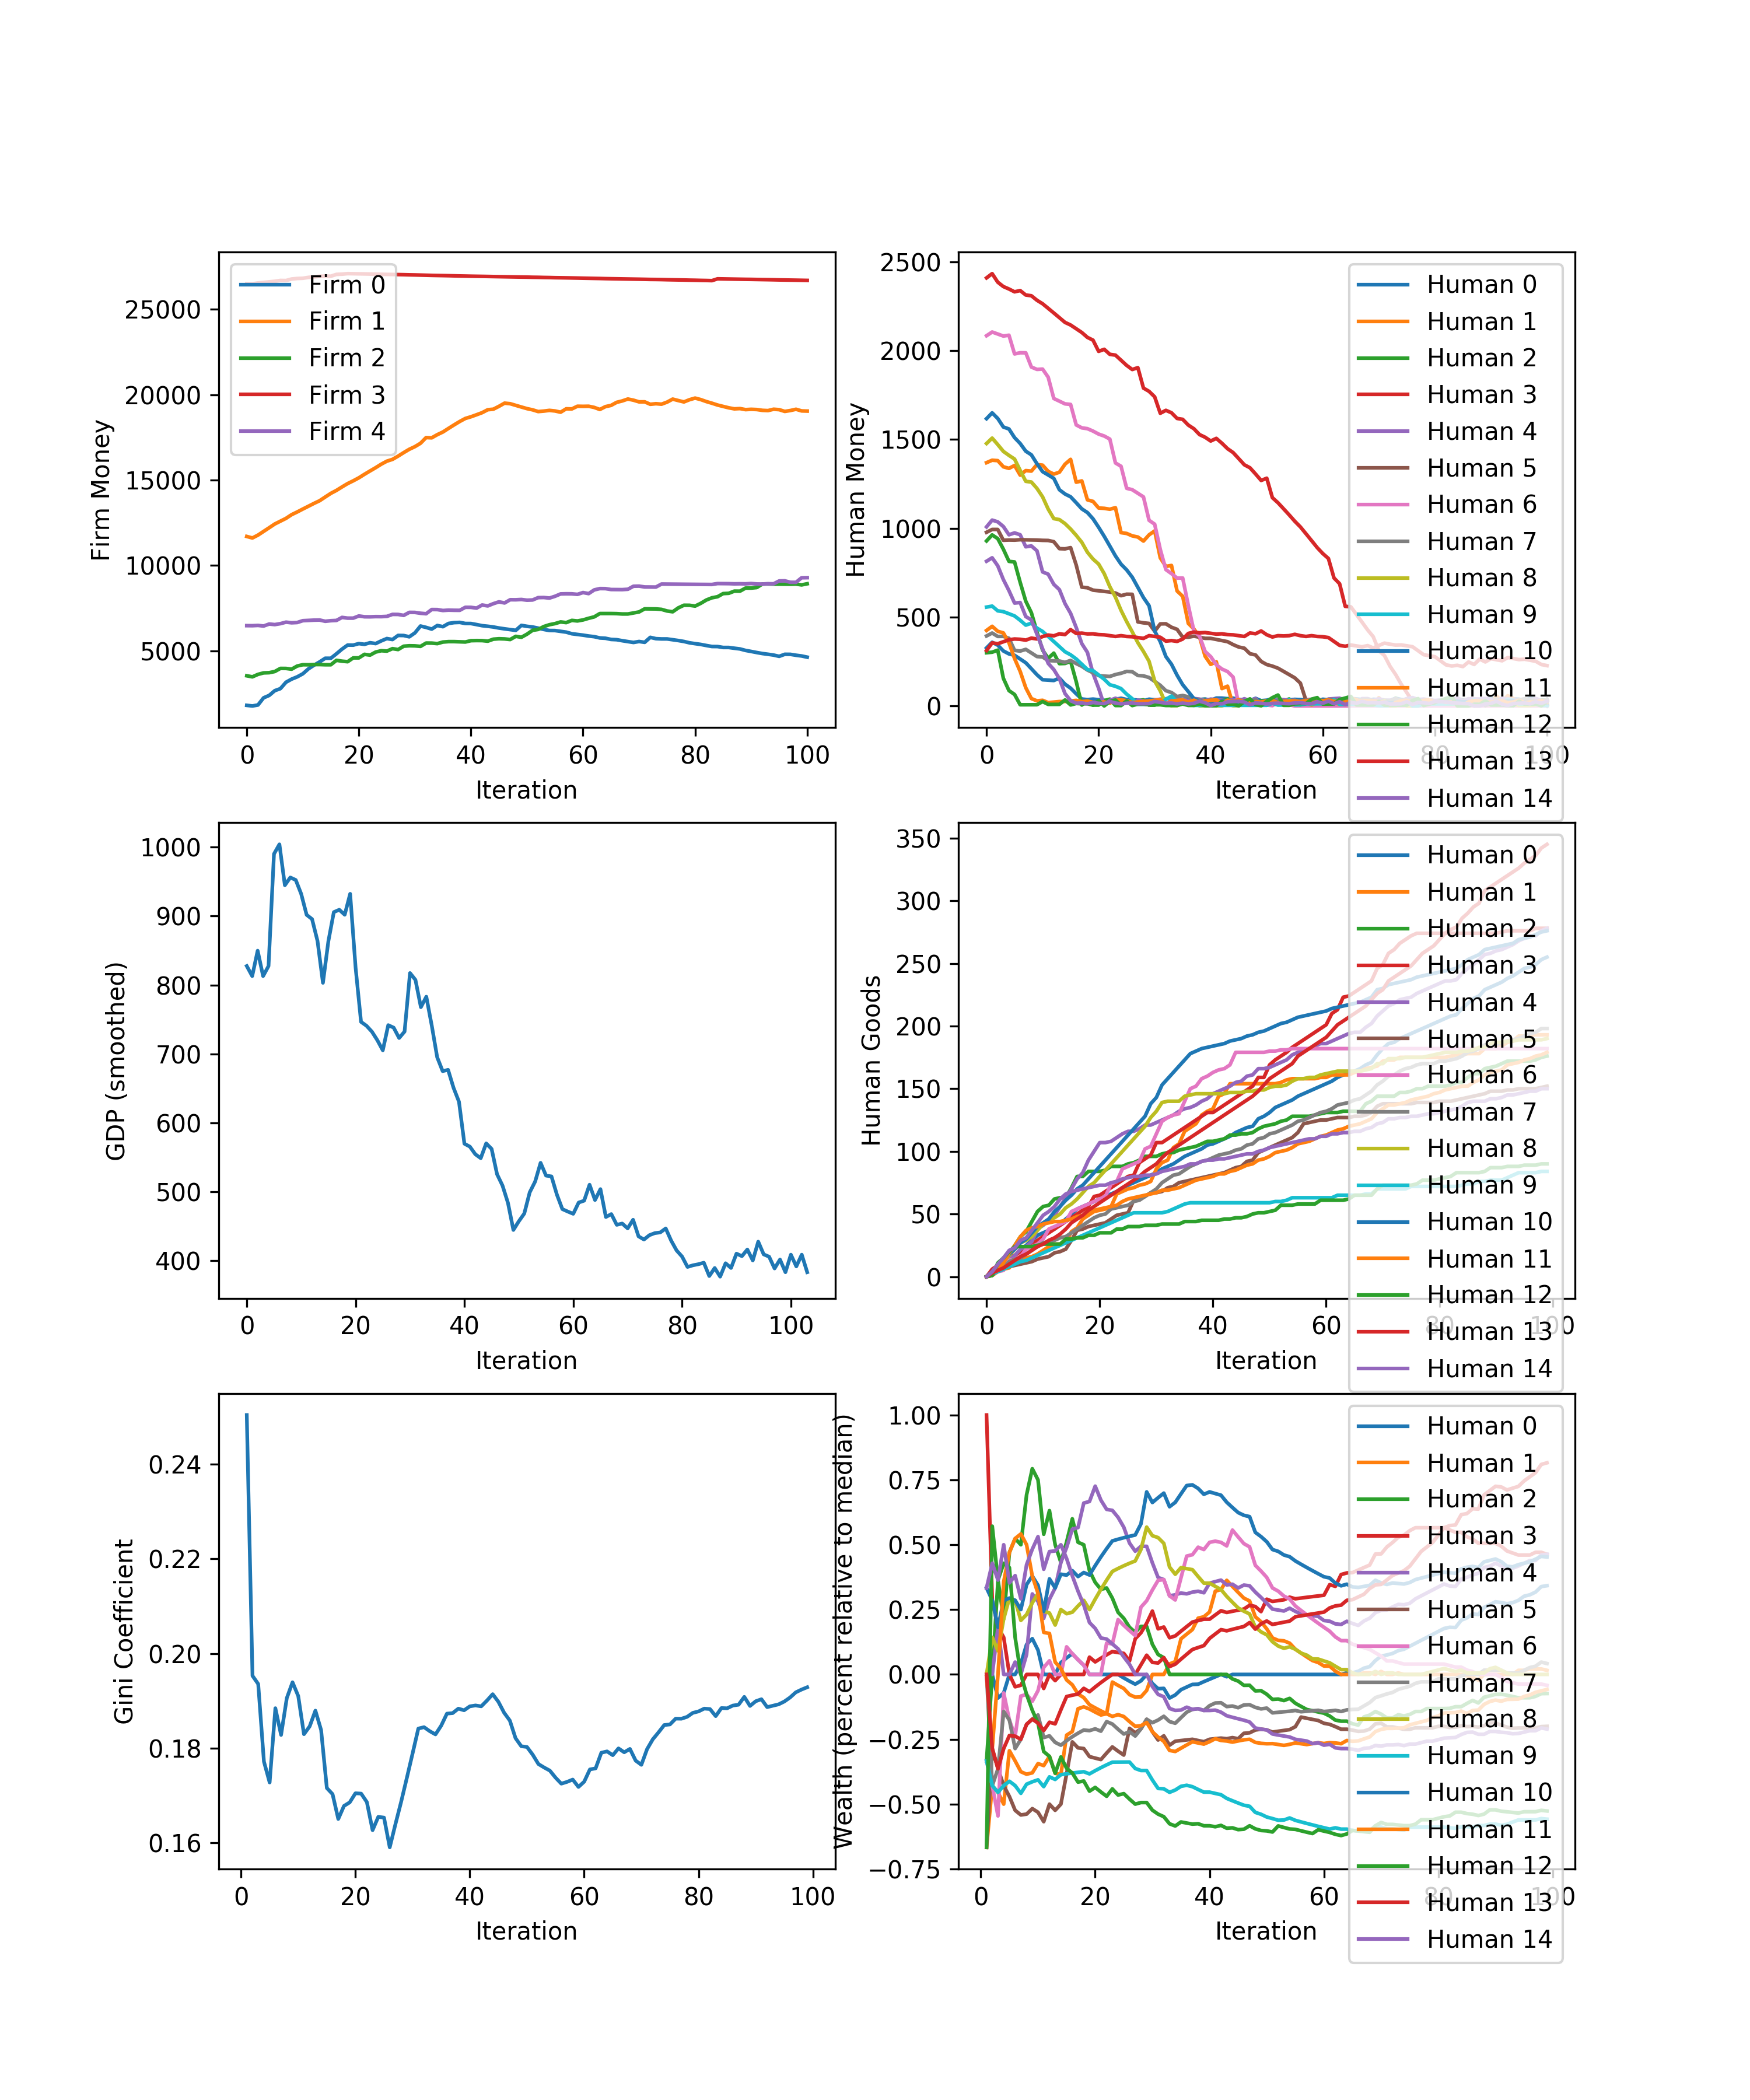 Firm Money
25000
20000
15000
10000
5000
Firm 0
Firm 1
Firm 2
Firm 3
Firm 4
0 20 40 60 80 100
Iteration
Human Money
2500
2000
1500
1000
500
0
Human 0
Human 1
Human 2
Human 3
Human 4
Human 5
Human 6
Human 7
Human 8
Human 9
Human 10
Human 11
Human 12
Human 13
Human 14
0 20 40 60 80 100
Iteration
GDP (smoothed)
1000
900
800
700
600
500
400
0 20 40 60 80 100
Iteration
Human Goods
350
300
250
200
150
100
50
0
Human 0
Human 1
Human 2
Human 3
Human 4
Human 5
Human 6
Human 7
Human 8
Human 9
Human 10
Human 11
Human 12
Human 13
Human 14
0 20 40 60 80 100
Iteration
Gini Coefficient
0.24
0.22
0.20
0.18
0.16
0 20 40 60 80 100
Iteration
Wealth (percent relative to median)
1.00
0.75
0.50
0.25
0.00
−0.25
−0.50
−0.75
Human 0
Human 1
Human 2
Human 3
Human 4
Human 5
Human 6
Human 7
Human 8
Human 9
Human 10
Human 11
Human 12
Human 13
Human 14
0 20 40 60 80 100
Iteration